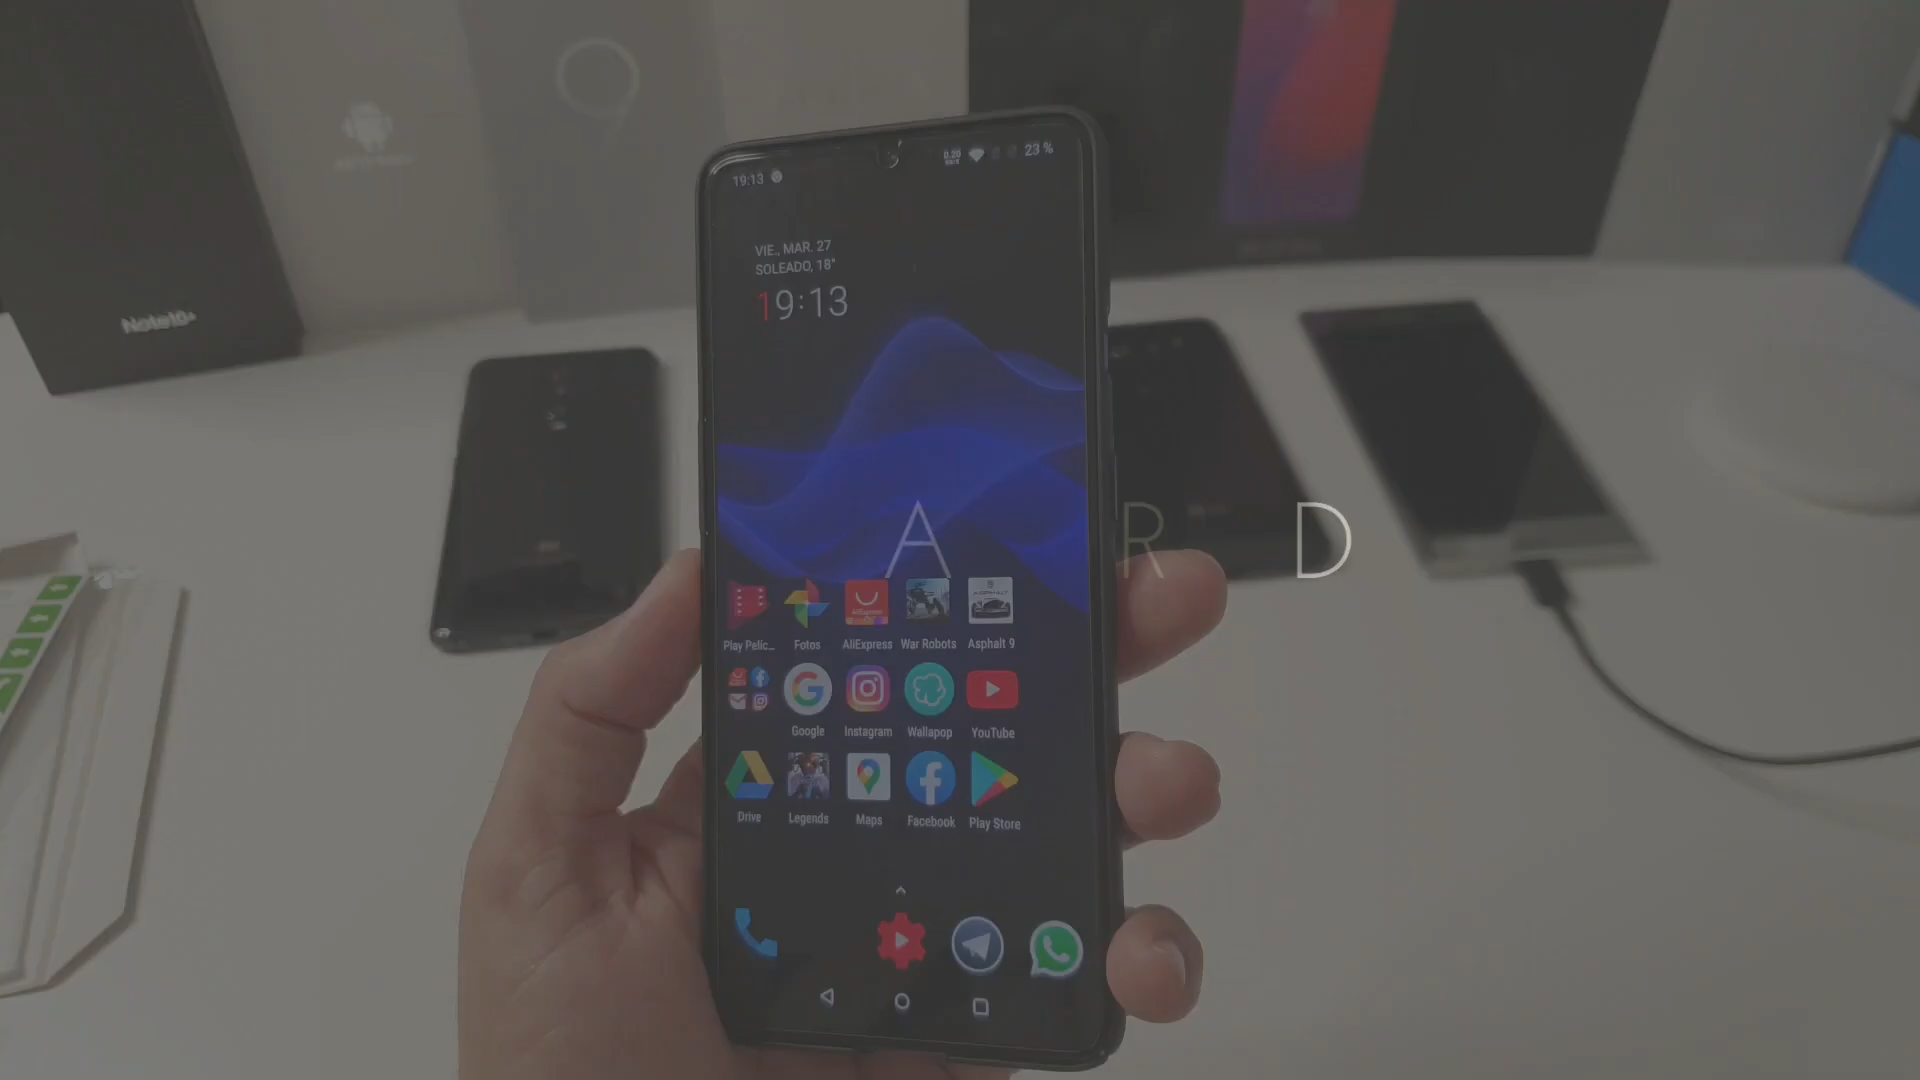 9
Note10+
19:13
23 %
VIE., MAR. 27
SOLEADO, 18°
19:13
A R D
Play Pelíc... Fotos AliExpress War Robots Asphalt 9
Google Instagram Wallapop YouTube
Drive Legends Maps Facebook Play Store